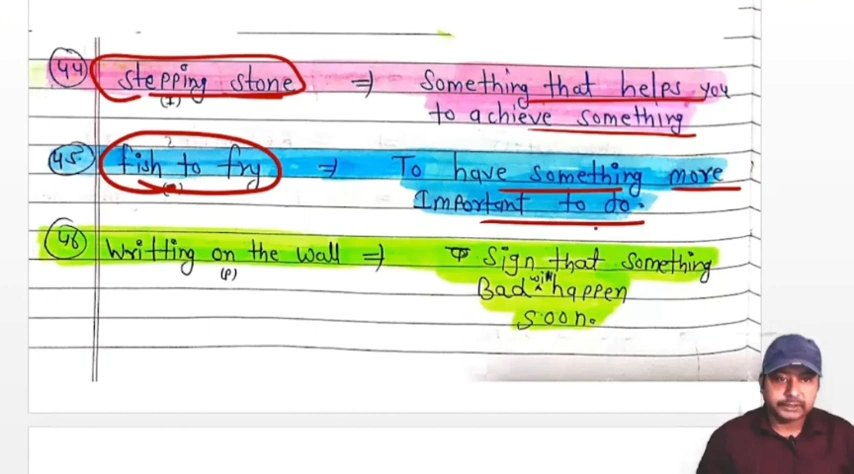 44 stepping stone ⇒ Something that helps you
(I)
to achieve something
45. fish to fry ⇒ To have something more
Important to do.
46 Writting on the wall ⇒ Sign that something
(P)
Bad will happen
soon.